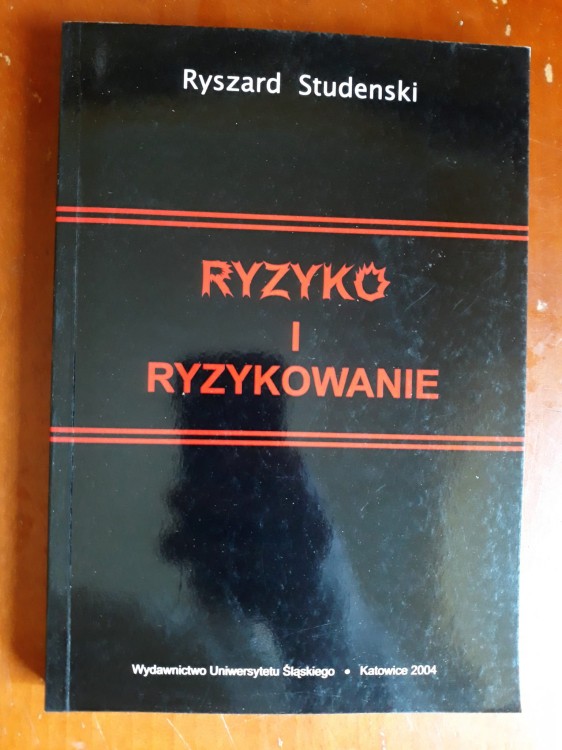 Ryszard Studenski
RYZYKO
I
RYZYKOWANIE
Wydawnictwo Uniwersytetu Śląskiego • Katowice 2004